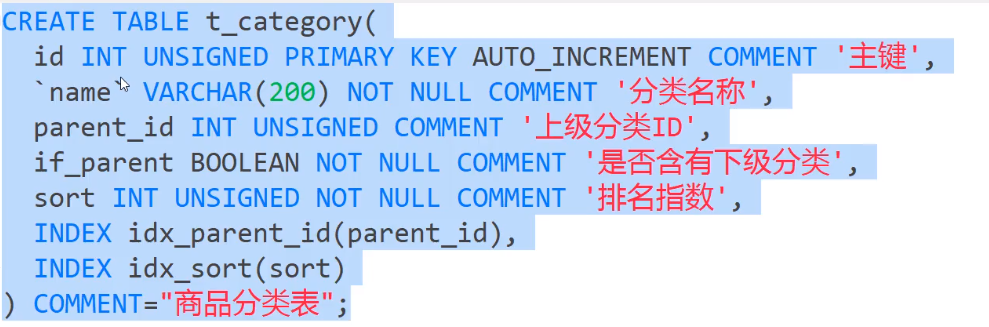 CREATE TABLE t_category(
id INT UNSIGNED PRIMARY KEY AUTO_INCREMENT COMMENT '主键',
`name` VARCHAR(200) NOT NULL COMMENT '分类名称',
parent_id INT UNSIGNED COMMENT '上级分类ID',
if_parent BOOLEAN NOT NULL COMMENT '是否含有下级分类',
sort INT UNSIGNED NOT NULL COMMENT '排名指数',
INDEX idx_parent_id(parent_id),
INDEX idx_sort(sort)
) COMMENT="商品分类表";